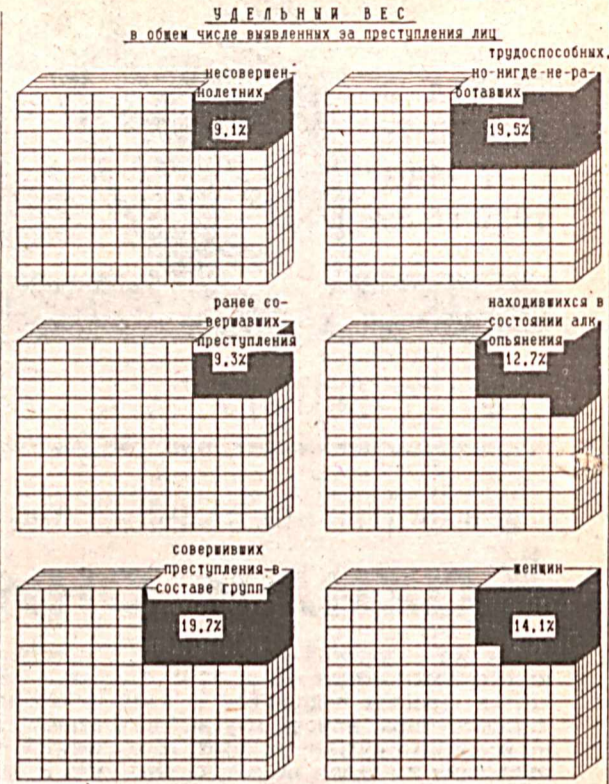 УДЕЛЬНЫЙ ВЕС
в общем числе выявленных за преступления лиц
несовершен-
нолетних
9,1%
трудоспособных,
но-нигде-не-ра-
ботавших
19,5%
ранее со-
вершавших
преступления
9,3%
находившихся в
состоянии алк
опьянения
12,7%
совершивших
преступления-в
составе групп
19,7%
женщин
14,1%